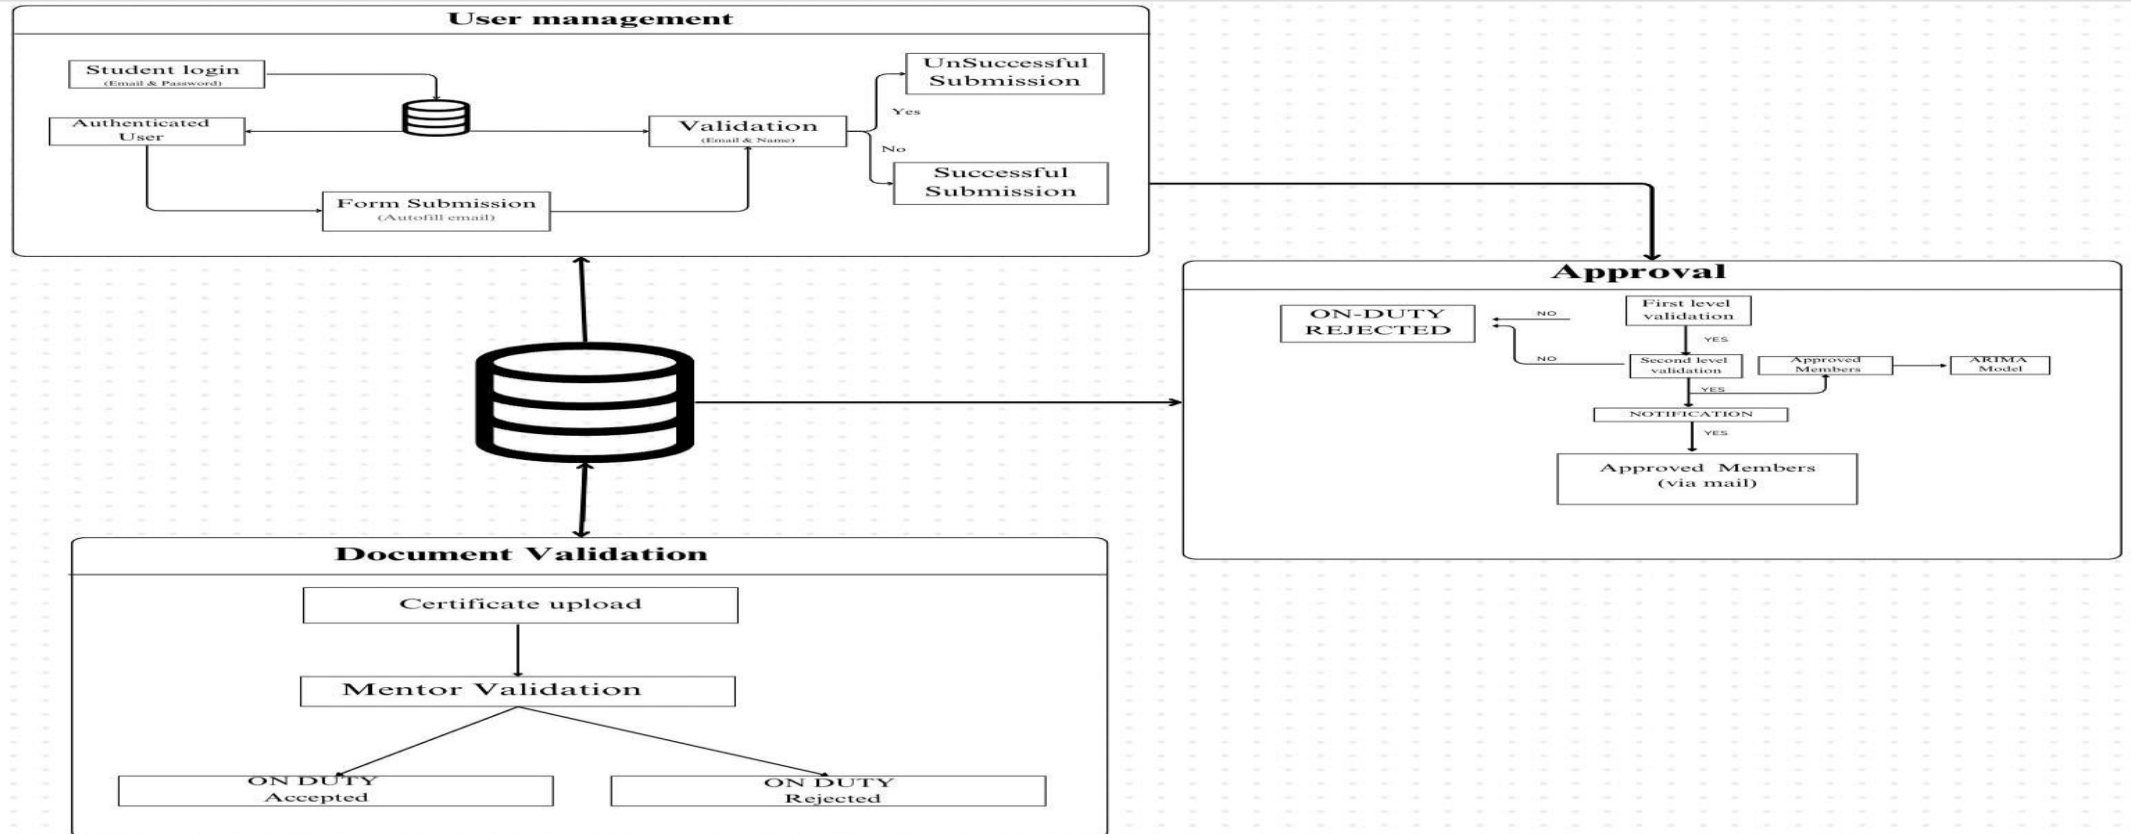 User management
Student login
(Email & Password)
UnSuccessful
Submission
Authenticated
User
Yes
Validation
(Email & Name)
No
Successful
Submission
Form Submission
(Autofill email)
Approval
First level
validation
ON-DUTY
REJECTED
NO
YES
NO
Second level
validation
Approved
Members
ARIMA
Model
YES
NOTIFICATION
YES
Approved Members
(via mail)
Document Validation
Certificate upload
Mentor Validation
ON DUTY
Accepted
ON DUTY
Rejected